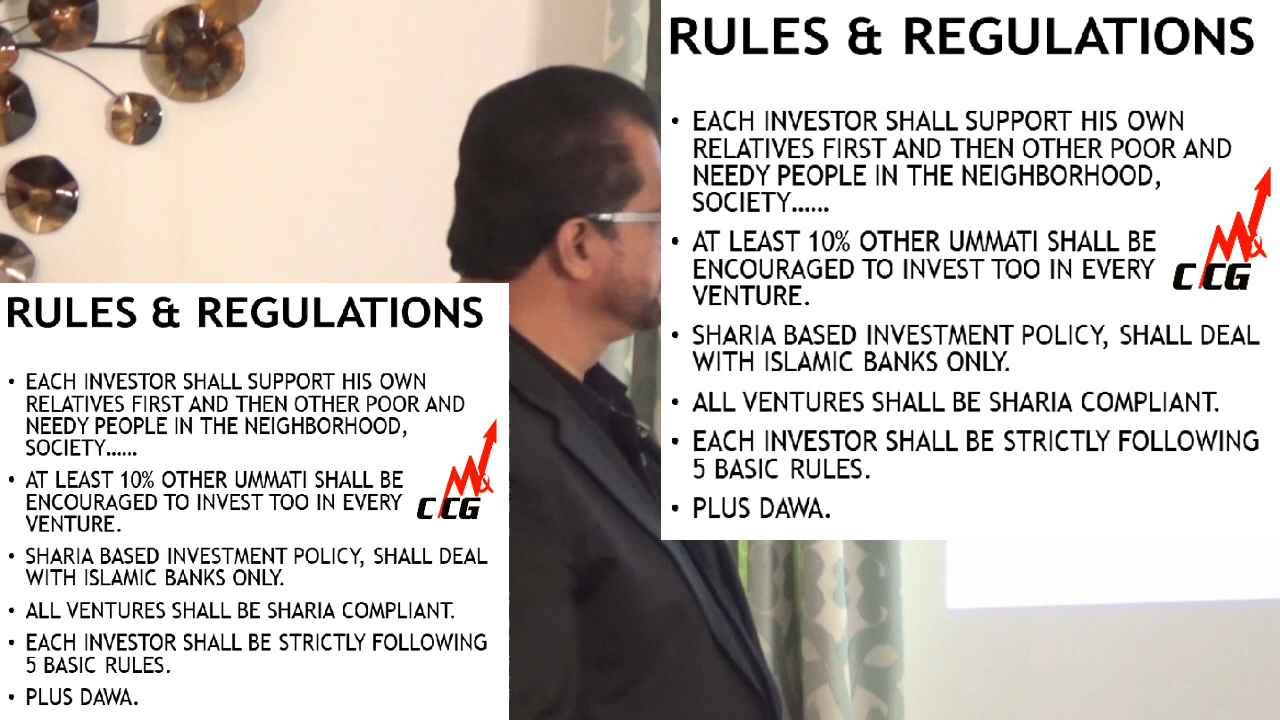 RULES & REGULATIONS
• EACH INVESTOR SHALL SUPPORT HIS OWN
RELATIVES FIRST AND THEN OTHER POOR AND
NEEDY PEOPLE IN THE NEIGHBORHOOD,
SOCIETY......
• AT LEAST 10% OTHER UMMATI SHALL BE
ENCOURAGED TO INVEST TOO IN EVERY
VENTURE.
• SHARIA BASED INVESTMENT POLICY, SHALL DEAL
WITH ISLAMIC BANKS ONLY.
• ALL VENTURES SHALL BE SHARIA COMPLIANT.
• EACH INVESTOR SHALL BE STRICTLY FOLLOWING
5 BASIC RULES.
• PLUS DAWA.
CCG
RULES & REGULATIONS
• EACH INVESTOR SHALL SUPPORT HIS OWN
RELATIVES FIRST AND THEN OTHER POOR AND
NEEDY PEOPLE IN THE NEIGHBORHOOD,
SOCIETY......
• AT LEAST 10% OTHER UMMATI SHALL BE
ENCOURAGED TO INVEST TOO IN EVERY
VENTURE.
• SHARIA BASED INVESTMENT POLICY, SHALL DEAL
WITH ISLAMIC BANKS ONLY.
• ALL VENTURES SHALL BE SHARIA COMPLIANT.
• EACH INVESTOR SHALL BE STRICTLY FOLLOWING
5 BASIC RULES.
• PLUS DAWA.
CCG